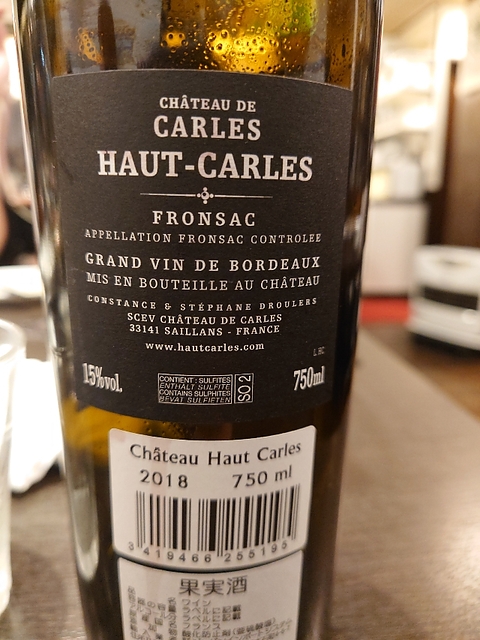 CHÂTEAU DE
CARLES
HAUT-CARLES
FRONSAC
APPELLATION FRONSAC CONTROLEE
GRAND VIN DE BORDEAUX
MIS EN BOUTEILLE AU CHÂTEAU
CONSTANCE & STÉPHANE DROULERS
SCEV CHÂTEAU DE CARLES
33141 SAILLANS - FRANCE
www.hautcarles.com
L.HC
15%vol.
CONTIENT : SULFITES
ENTHÄLT SULFITE
CONTAINS SULPHITES
BEVAT SULFIETEN
SO2
750ml
Château Haut Carles
2018 750 ml
3 419466 255195
果実酒